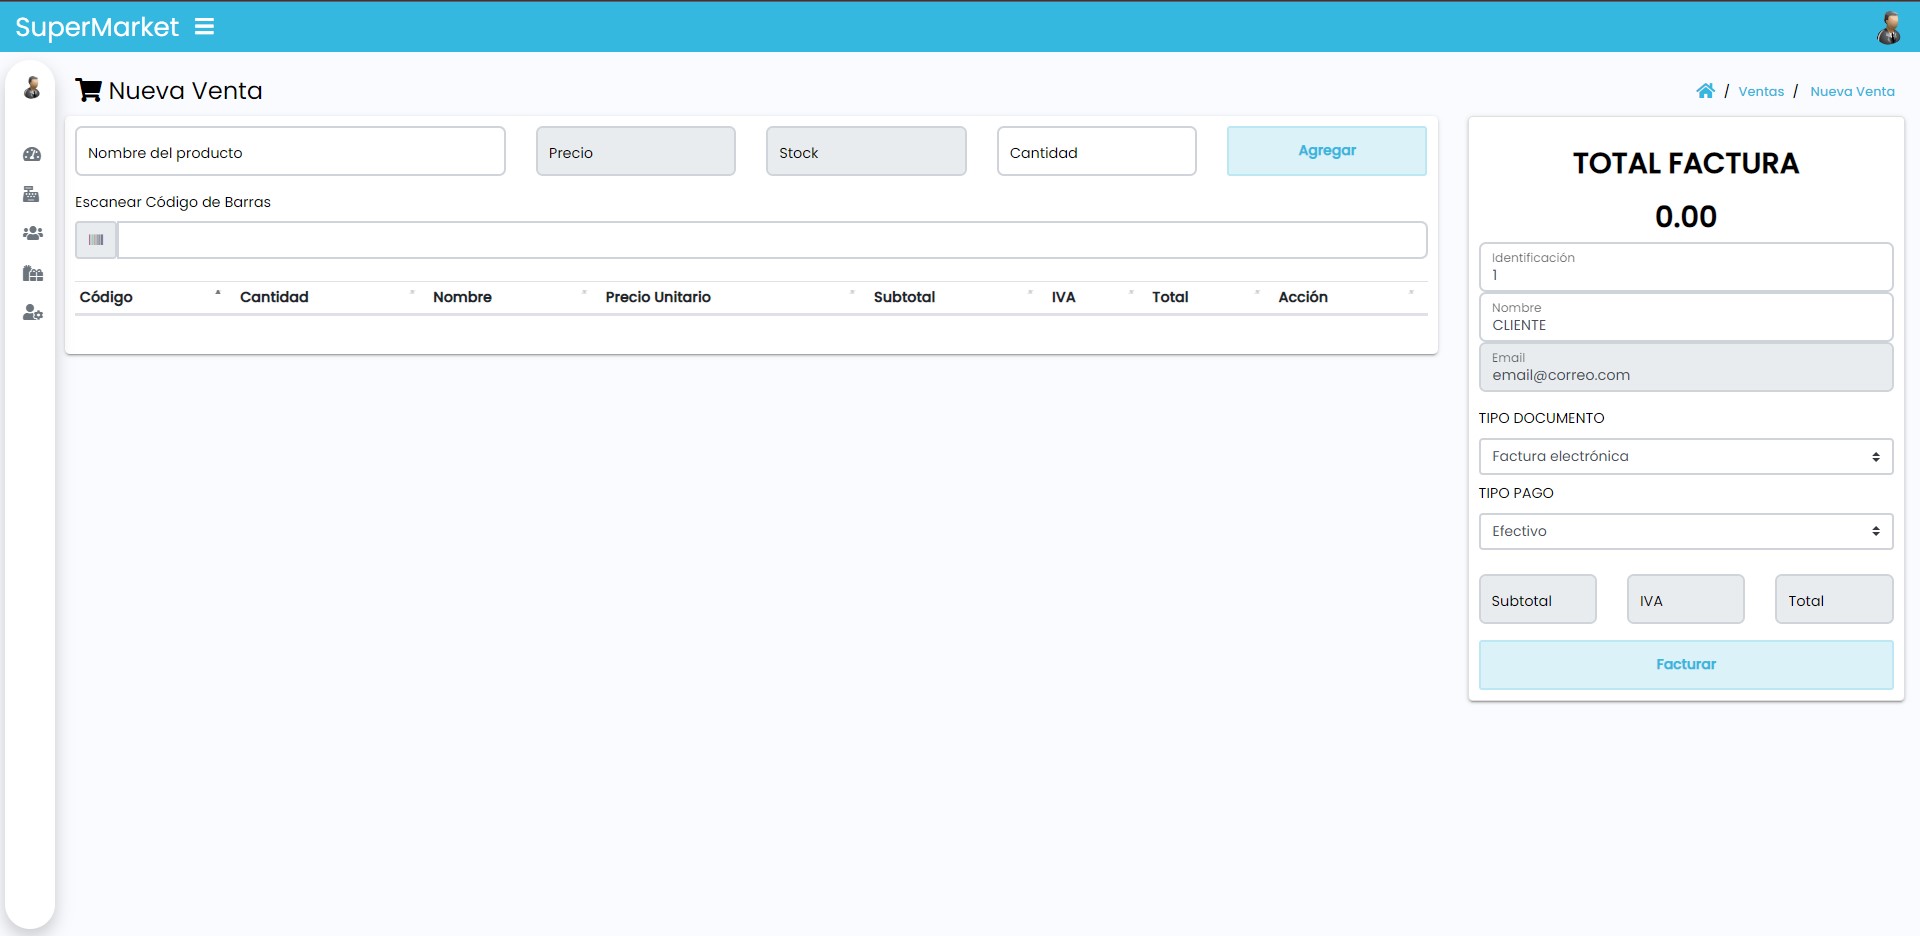 SuperMarket
Nueva Venta
/ Ventas / Nueva Venta
Nombre del producto
Precio
Stock
Cantidad
Agregar
Escanear Código de Barras
Código Cantidad Nombre Precio Unitario Subtotal IVA Total Acción
TOTAL FACTURA
0.00
Identificación
1
Nombre
CLIENTE
Email
email@correo.com
TIPO DOCUMENTO
Factura electrónica
TIPO PAGO
Efectivo
Subtotal
IVA
Total
Facturar